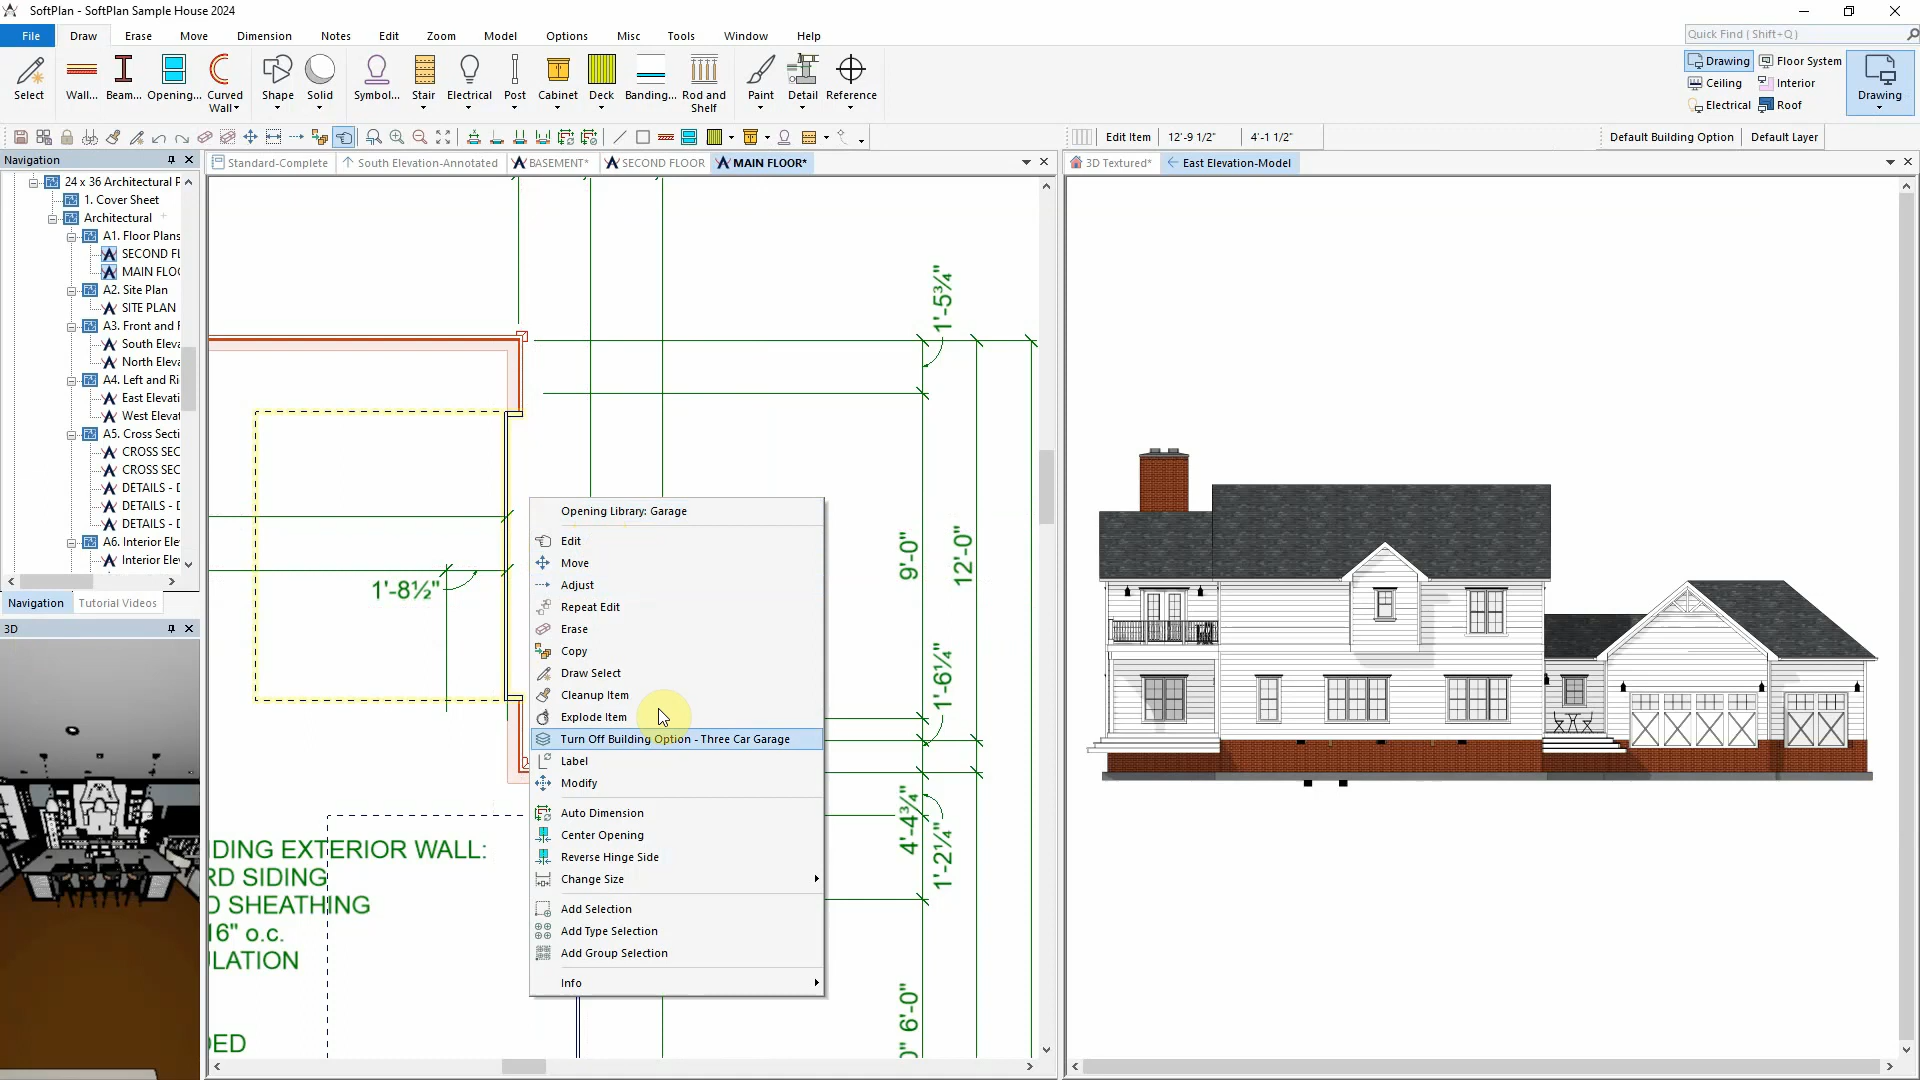 SoftPlan - SoftPlan Sample House 2024
File Draw Erase Move Dimension Notes Edit Zoom Model Options Misc Tools Window Help
Quick Find ( Shift+Q )
Select Wall... Beam... Opening... Curved Wall Shape Solid Symbol... Stair Electrical Post Cabinet Deck Banding... Rod and Shelf Paint Detail Reference
Drawing Floor System
Ceiling Interior
Electrical Roof
Drawing
Edit Item 12'-9 1/2" 4'-1 1/2" Default Building Option Default Layer
Navigation
Standard-Complete South Elevation-Annotated BASEMENT* SECOND FLOOR MAIN FLOOR*
3D Textured* East Elevation-Model
24 x 36 Architectural P
1. Cover Sheet
Architectural
A1. Floor Plans
SECOND FL
MAIN FLOO
A2. Site Plan
SITE PLAN
A3. Front and R
South Eleva
North Eleva
A4. Left and Ri
East Elevati
West Elevat
A5. Cross Secti
CROSS SEC
CROSS SEC
DETAILS - D
DETAILS - D
DETAILS - D
A6. Interior Ele
Interior Elev
Navigation Tutorial Videos
3D
1'-5¾"
9'-0"
12'-0"
1'-8½"
1'-6¼"
4'-4¾"
1'-2¼"
6'-0"
Opening Library: Garage
Edit
Move
Adjust
Repeat Edit
Erase
Copy
Draw Select
Cleanup Item
Explode Item
Turn Off Building Option - Three Car Garage
Label
Modify
Auto Dimension
Center Opening
Reverse Hinge Side
Change Size
Add Selection
Add Type Selection
Add Group Selection
Info
DING EXTERIOR WALL:
RD SIDING
D SHEATHING
16" o.c.
LATION
DED